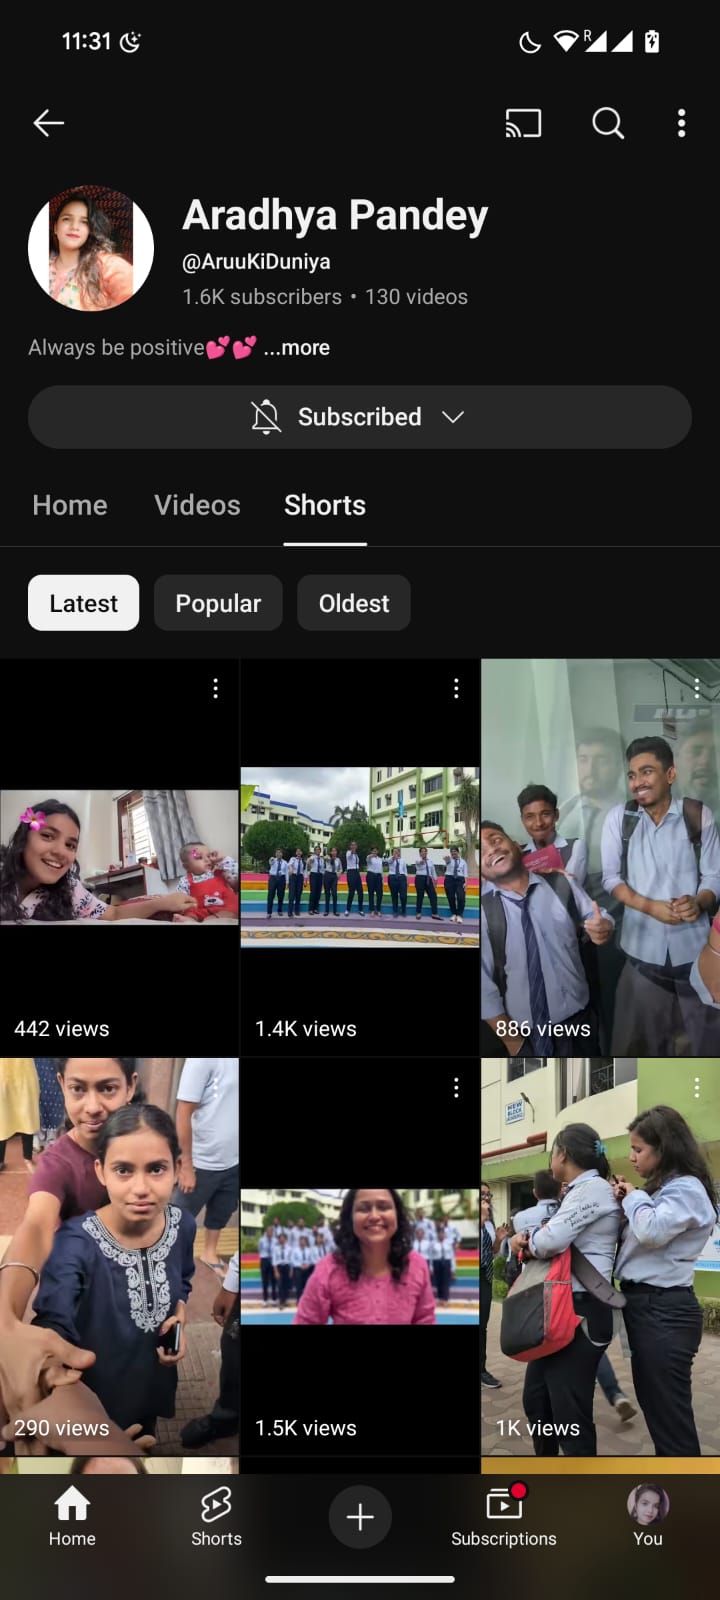 11:31
R
Aradhya Pandey
@AruuKiDuniya
1.6K subscribers • 130 videos
Always be positive💕💕 ...more
Subscribed
Home Videos Shorts
Latest Popular Oldest
442 views 1.4K views 886 views
NEW
BLOCK
290 views 1.5K views 1K views
Home Shorts Subscriptions You